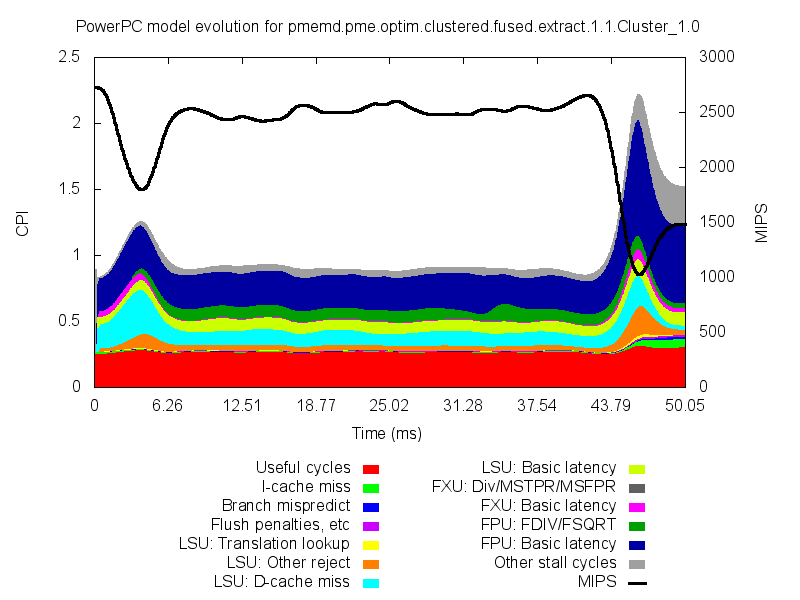 PowerPC model evolution for pmemd.pme.optim.clustered.fused.extract.1.1.Cluster_1.0
2.5
2
1.5
1
0.5
0
CPI
3000
2500
2000
1500
1000
500
0
MIPS
0 6.26 12.51 18.77 25.02 31.28 37.54 43.79 50.05
Time (ms)
Useful cycles LSU: Basic latency
I-cache miss FXU: Div/MSTPR/MSFPR
Branch mispredict FXU: Basic latency
Flush penalties, etc FPU: FDIV/FSQRT
LSU: Translation lookup FPU: Basic latency
LSU: Other reject Other stall cycles
LSU: D-cache miss MIPS